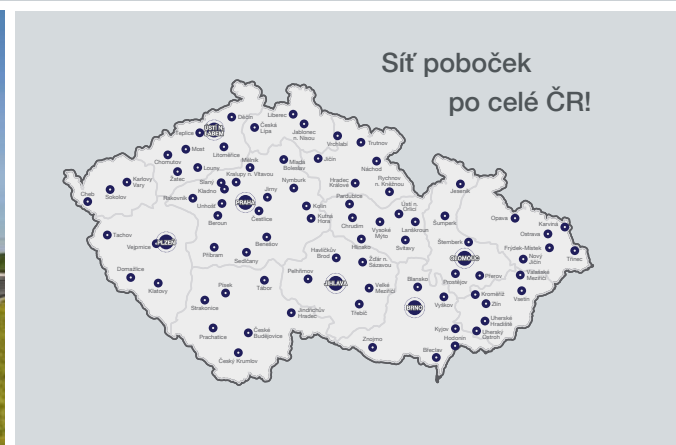 Síť poboček
po celé ČR!
Děčín
Liberec
Teplice
ÚSTÍ N.
LABEM
Česká
Lípa
Jablonec
n. Nisou
Vrchlabí
Trutnov
Most
Litoměřice
Chomutov
Louny
Mělník
Mladá
Boleslav
Jičín
Náchod
Žatec
Kralupy n. Vltavou
Slaný
Kladno
Nymburk
Hradec
Králové
Rychnov
n. Kněžnou
Jeseník
Karlovy
Vary
Cheb
Sokolov
Rakovník
Unhošť
PRAHA
Jirny
Kolín
Pardubice
Ústí n.
Orlicí
Beroun
Čestlice
Kutná
Hora
Chrudim
Vysoké
Mýto
Lanškroun
Šumperk
Opava
Karviná
Ostrava
Tachov
Vejprnice
PLZEŇ
Benešov
Hlinsko
Svitavy
Šternberk
Frýdek-Místek
Třinec
Příbram
Sedlčany
Havlíčkův
Brod
Žďár n.
Sázavou
OLOMOUC
Nový
Jičín
Domažlice
Klatovy
Pelhřimov
JIHLAVA
Velké
Meziříčí
Blansko
Prostějov
Přerov
Valašské
Meziříčí
Písek
Tábor
Strakonice
Třebíč
BRNO
Vyškov
Kroměříž
Zlín
Vsetín
Jindřichův
Hradec
Uherské
Hradiště
Prachatice
České
Budějovice
Kyjov
Uherský
Ostroh
Hodonín
Český Krumlov
Znojmo
Břeclav